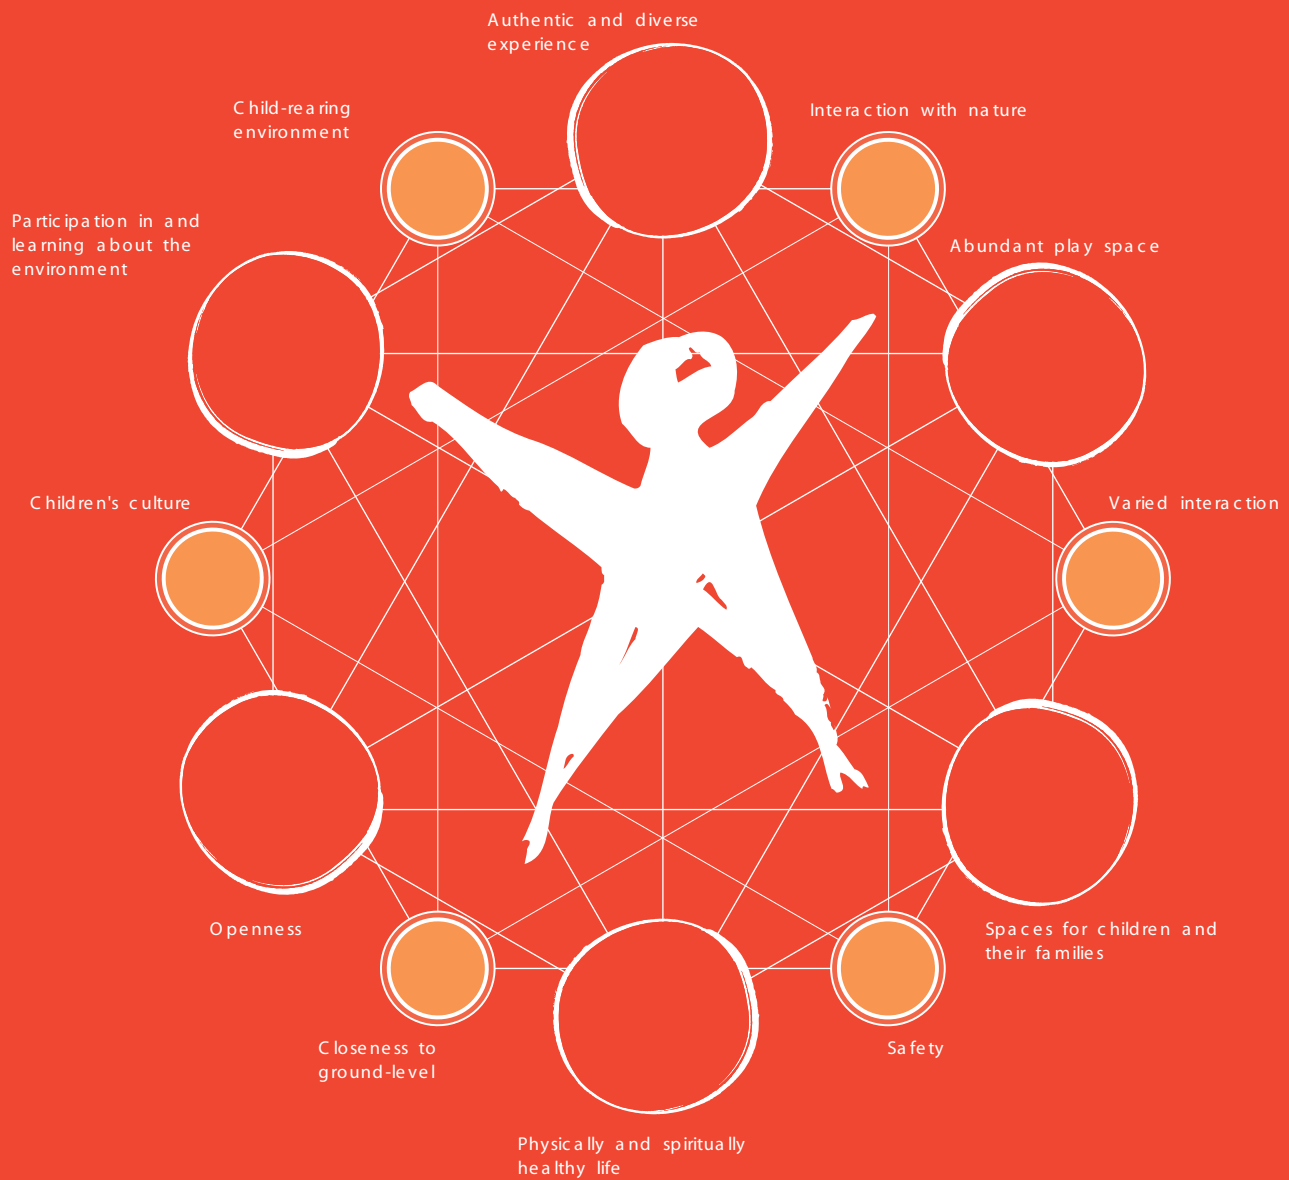 Authentic and diverse
experience
Child-rearing
environment
Interaction with nature
Participation in and
learning about the
environment
Abundant play space
Children's culture
Varied interaction
Openness
Spaces for children and
their families
Closeness to
ground-level
Safety
Physically and spiritually
healthy life